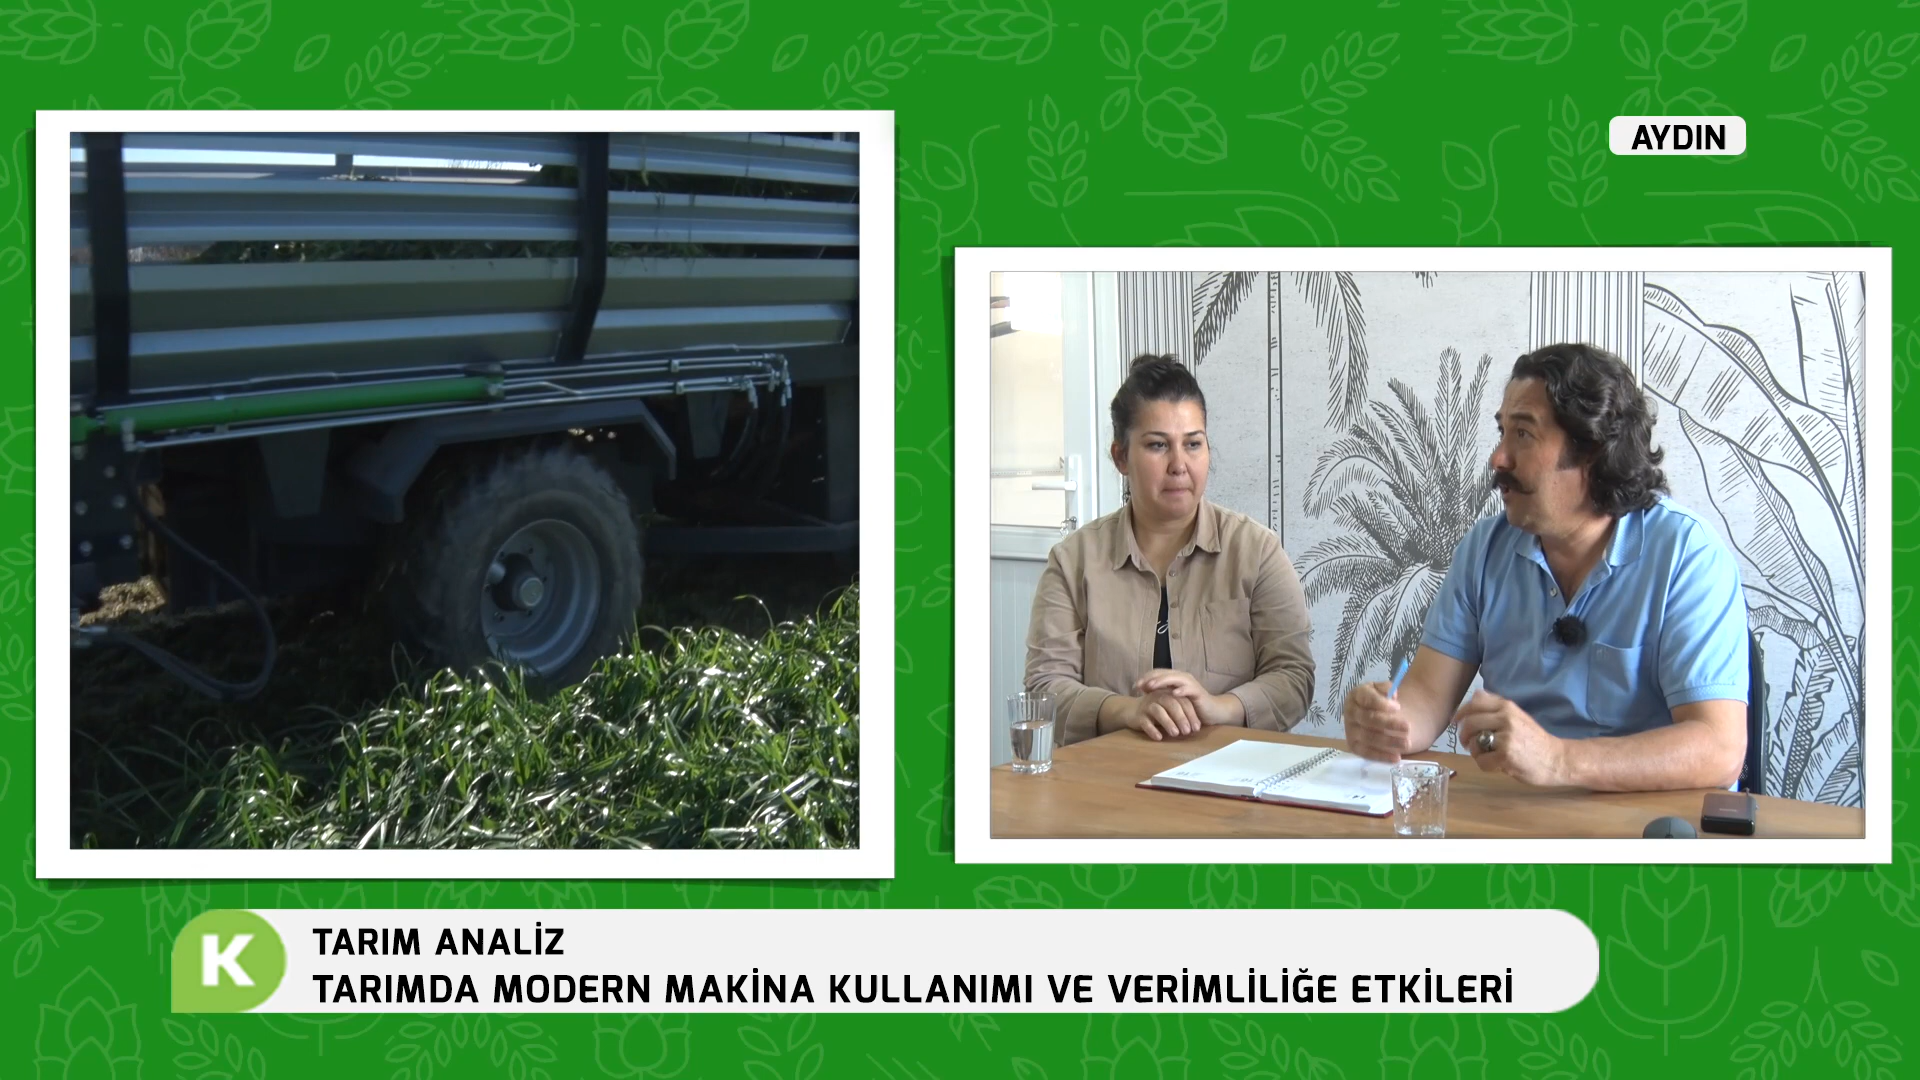 AYDIN
K
TARIM ANALİZ
TARIMDA MODERN MAKİNA KULLANIMI VE VERİMLİLİĞE ETKİLERİ